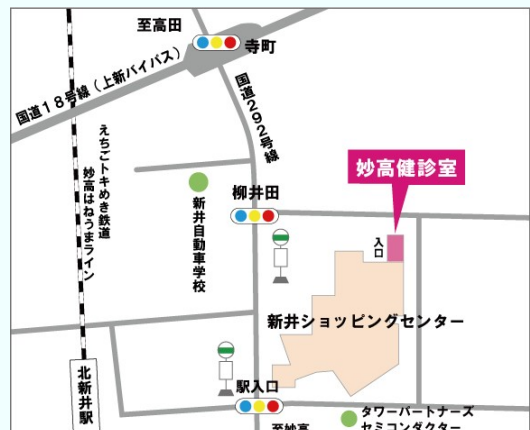 至高田
寺町
国道18号線(上新バイパス)
国道292号線
えちごトキめき鉄道
妙高はねうまライン
新井自動車学校
柳井田
妙高健診室
入口
新井ショッピングセンター
北新井駅
駅入口
至妙高
タワーパートナーズ
セミコンダクター